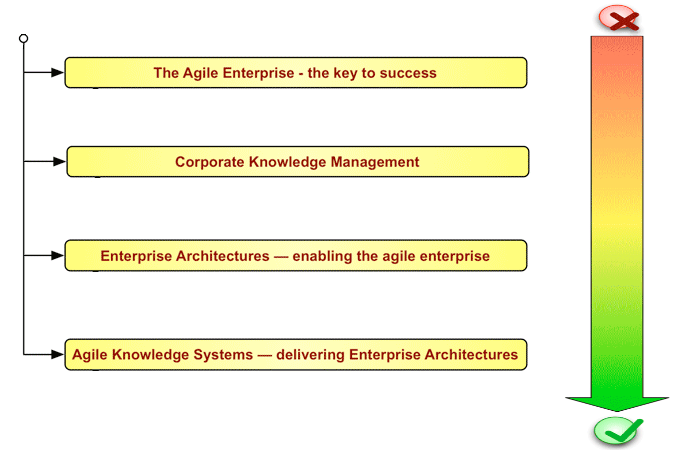 The Agile Enterprise - the key to success
Corporate Knowledge Management
Enterprise Architectures — enabling the agile enterprise
Agile Knowledge Systems — delivering Enterprise Architectures